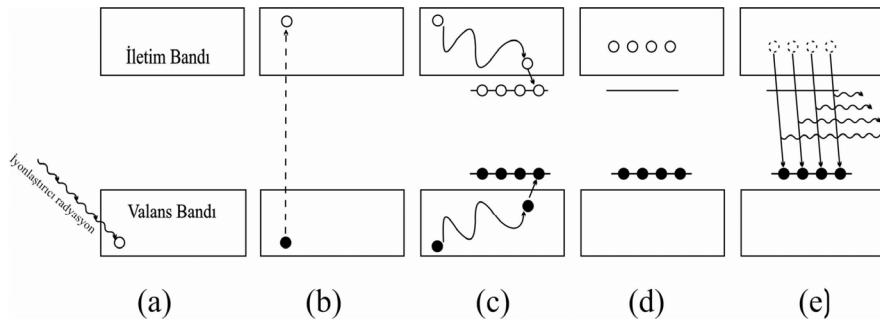 İletim Bandı
İyonlaştırıcı radyasyon
Valans Bandı
(a)
(b)
(c)
(d)
(e)